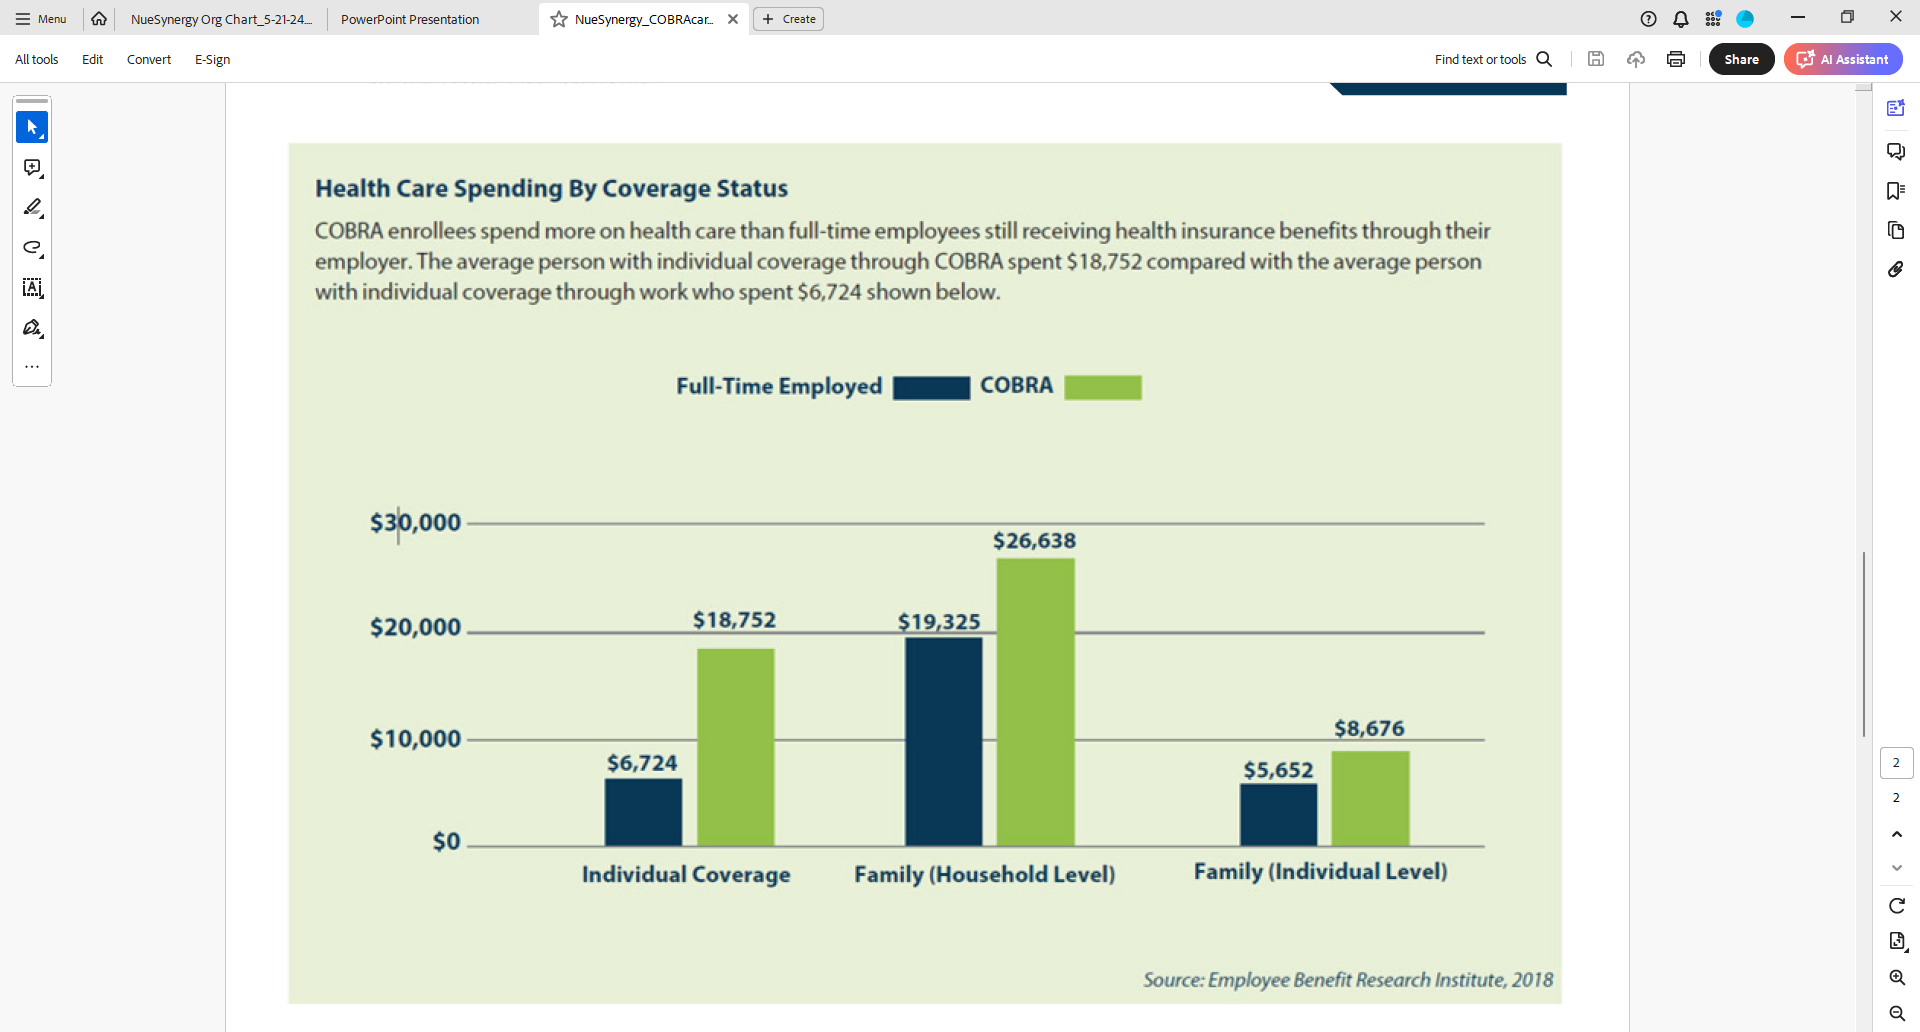 Menu
NueSynergy Org Chart_5-21-24....
PowerPoint Presentation
NueSynergy_COBRAcar...
Create
All tools
Edit
Convert
E-Sign
Find text or tools
Share
AI Assistant
Health Care Spending By Coverage Status
COBRA enrollees spend more on health care than full-time employees still receiving health insurance benefits through their
employer. The average person with individual coverage through COBRA spent $18,752 compared with the average person
with individual coverage through work who spent $6,724 shown below.
Full-Time Employed COBRA
$30,000
$26,638
$20,000
$18,752
$19,325
$10,000
$6,724
$5,652
$8,676
$0
Individual Coverage
Family (Household Level)
Family (Individual Level)
Source: Employee Benefit Research Institute, 2018
2
2